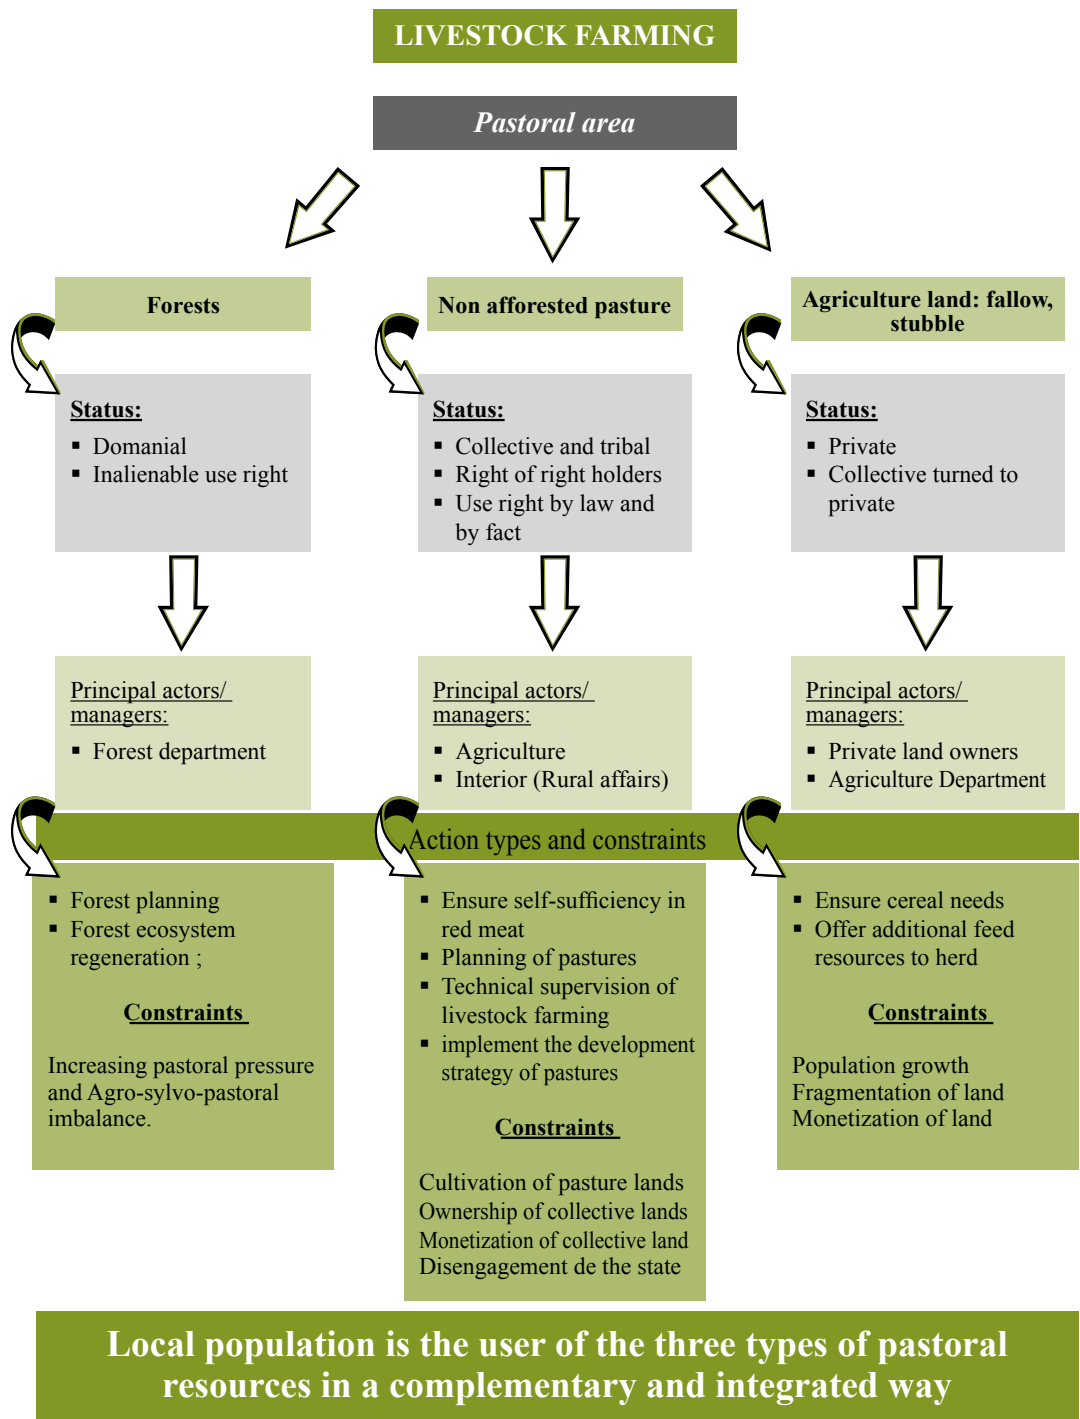 LIVESTOCK FARMING
Pastoral area
Forests
Non afforested pasture
Agriculture land: fallow,
stubble
Status:
▪ Domanial
▪ Inalienable use right
Status:
▪ Collective and tribal
▪ Right of right holders
▪ Use right by law and
by fact
Status:
▪ Private
▪ Collective turned to
private
Principal actors/
managers:
▪ Forest department
Principal actors/
managers:
▪ Agriculture
▪ Interior (Rural affairs)
Principal actors/
managers:
▪ Private land owners
▪ Agriculture Department
Action types and constraints
▪ Forest planning
▪ Forest ecosystem
regeneration ;
Constraints
Increasing pastoral pressure
and Agro-sylvo-pastoral
imbalance.
▪ Ensure self-sufficiency in
red meat
▪ Planning of pastures
▪ Technical supervision of
livestock farming
▪ implement the development
strategy of pastures
Constraints
Cultivation of pasture lands
Ownership of collective lands
Monetization of collective land
Disengagement de the state
▪ Ensure cereal needs
▪ Offer additional feed
resources to herd
Constraints
Population growth
Fragmentation of land
Monetization of land
Local population is the user of the three types of pastoral
resources in a complementary and integrated way